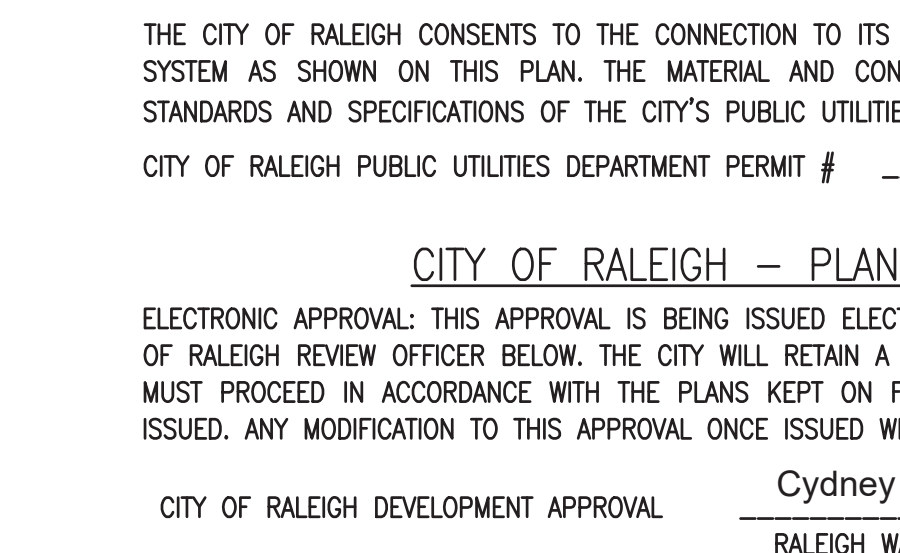 THE CITY OF RALEIGH CONSENTS TO THE CONNECTION TO ITS
SYSTEM AS SHOWN ON THIS PLAN. THE MATERIAL AND CON
STANDARDS AND SPECIFICATIONS OF THE CITY'S PUBLIC UTILITIE
CITY OF RALEIGH PUBLIC UTILITIES DEPARTMENT PERMIT # _
CITY OF RALEIGH – PLAN
ELECTRONIC APPROVAL: THIS APPROVAL IS BEING ISSUED ELECT
OF RALEIGH REVIEW OFFICER BELOW. THE CITY WILL RETAIN A
MUST PROCEED IN ACCORDANCE WITH THE PLANS KEPT ON F
ISSUED. ANY MODIFICATION TO THIS APPROVAL ONCE ISSUED WI
Cydney
CITY OF RALEIGH DEVELOPMENT APPROVAL _________
RALEIGH WA